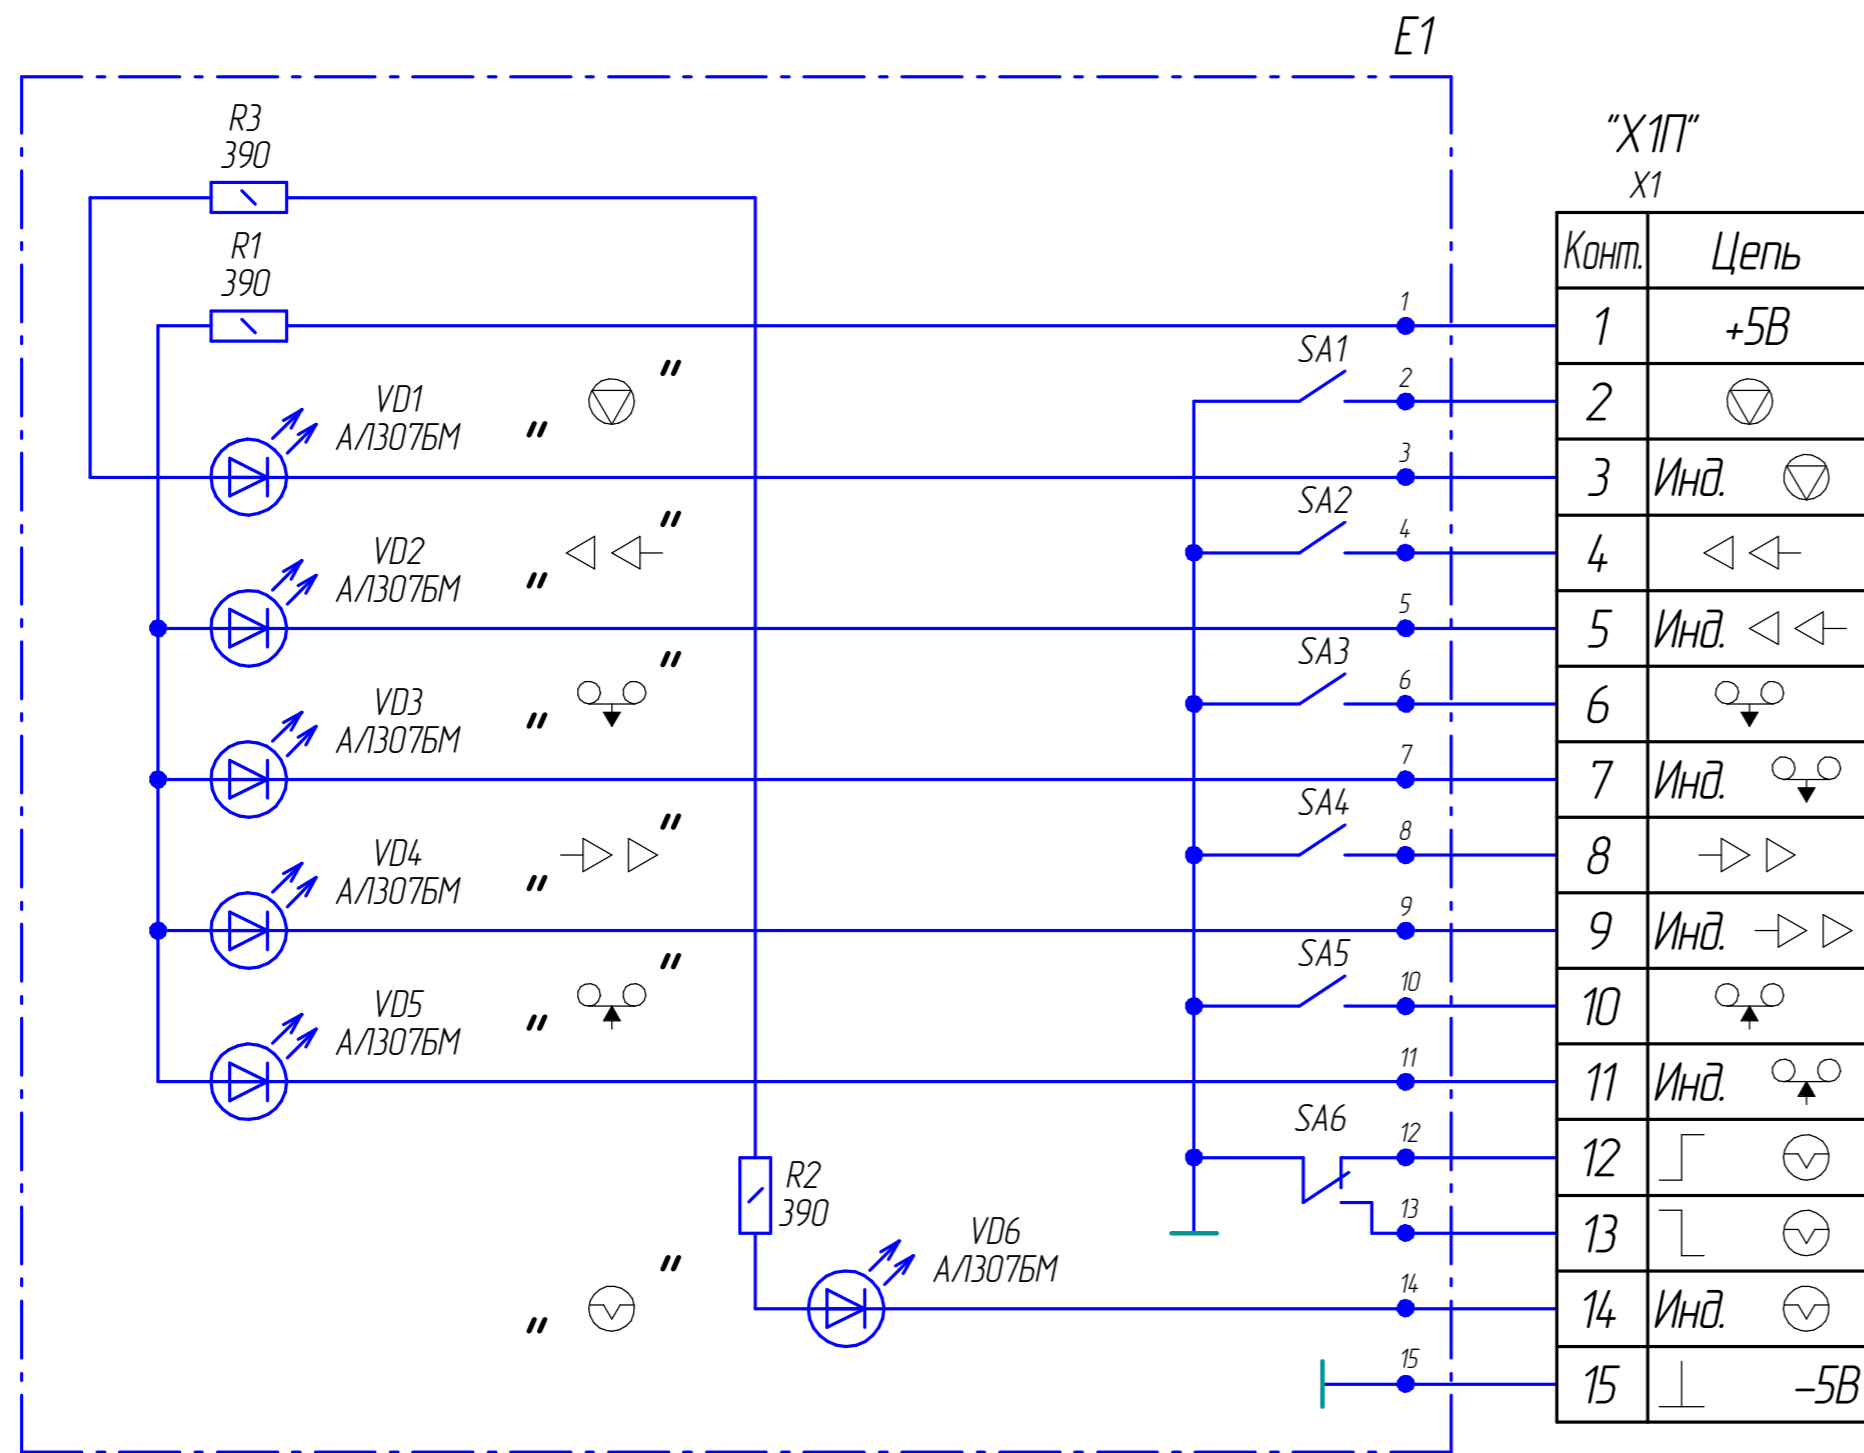 E1
"Х1П"
X1
R3
390
R1
390
VD1
АЛ307БМ
" "
VD2
АЛ307БМ
" "
VD3
АЛ307БМ
" "
VD4
АЛ307БМ
" "
VD5
АЛ307БМ
" "
R2
390
VD6
АЛ307БМ
" "
SA1
SA2
SA3
SA4
SA5
SA6
1
2
3
4
5
6
7
8
9
10
11
12
13
14
15
Конт. Цепь
1 +5В
2
3 Инд.
4
5 Инд.
6
7 Инд.
8
9 Инд.
10
11 Инд.
12
13
14 Инд.
15 ⊥ -5В